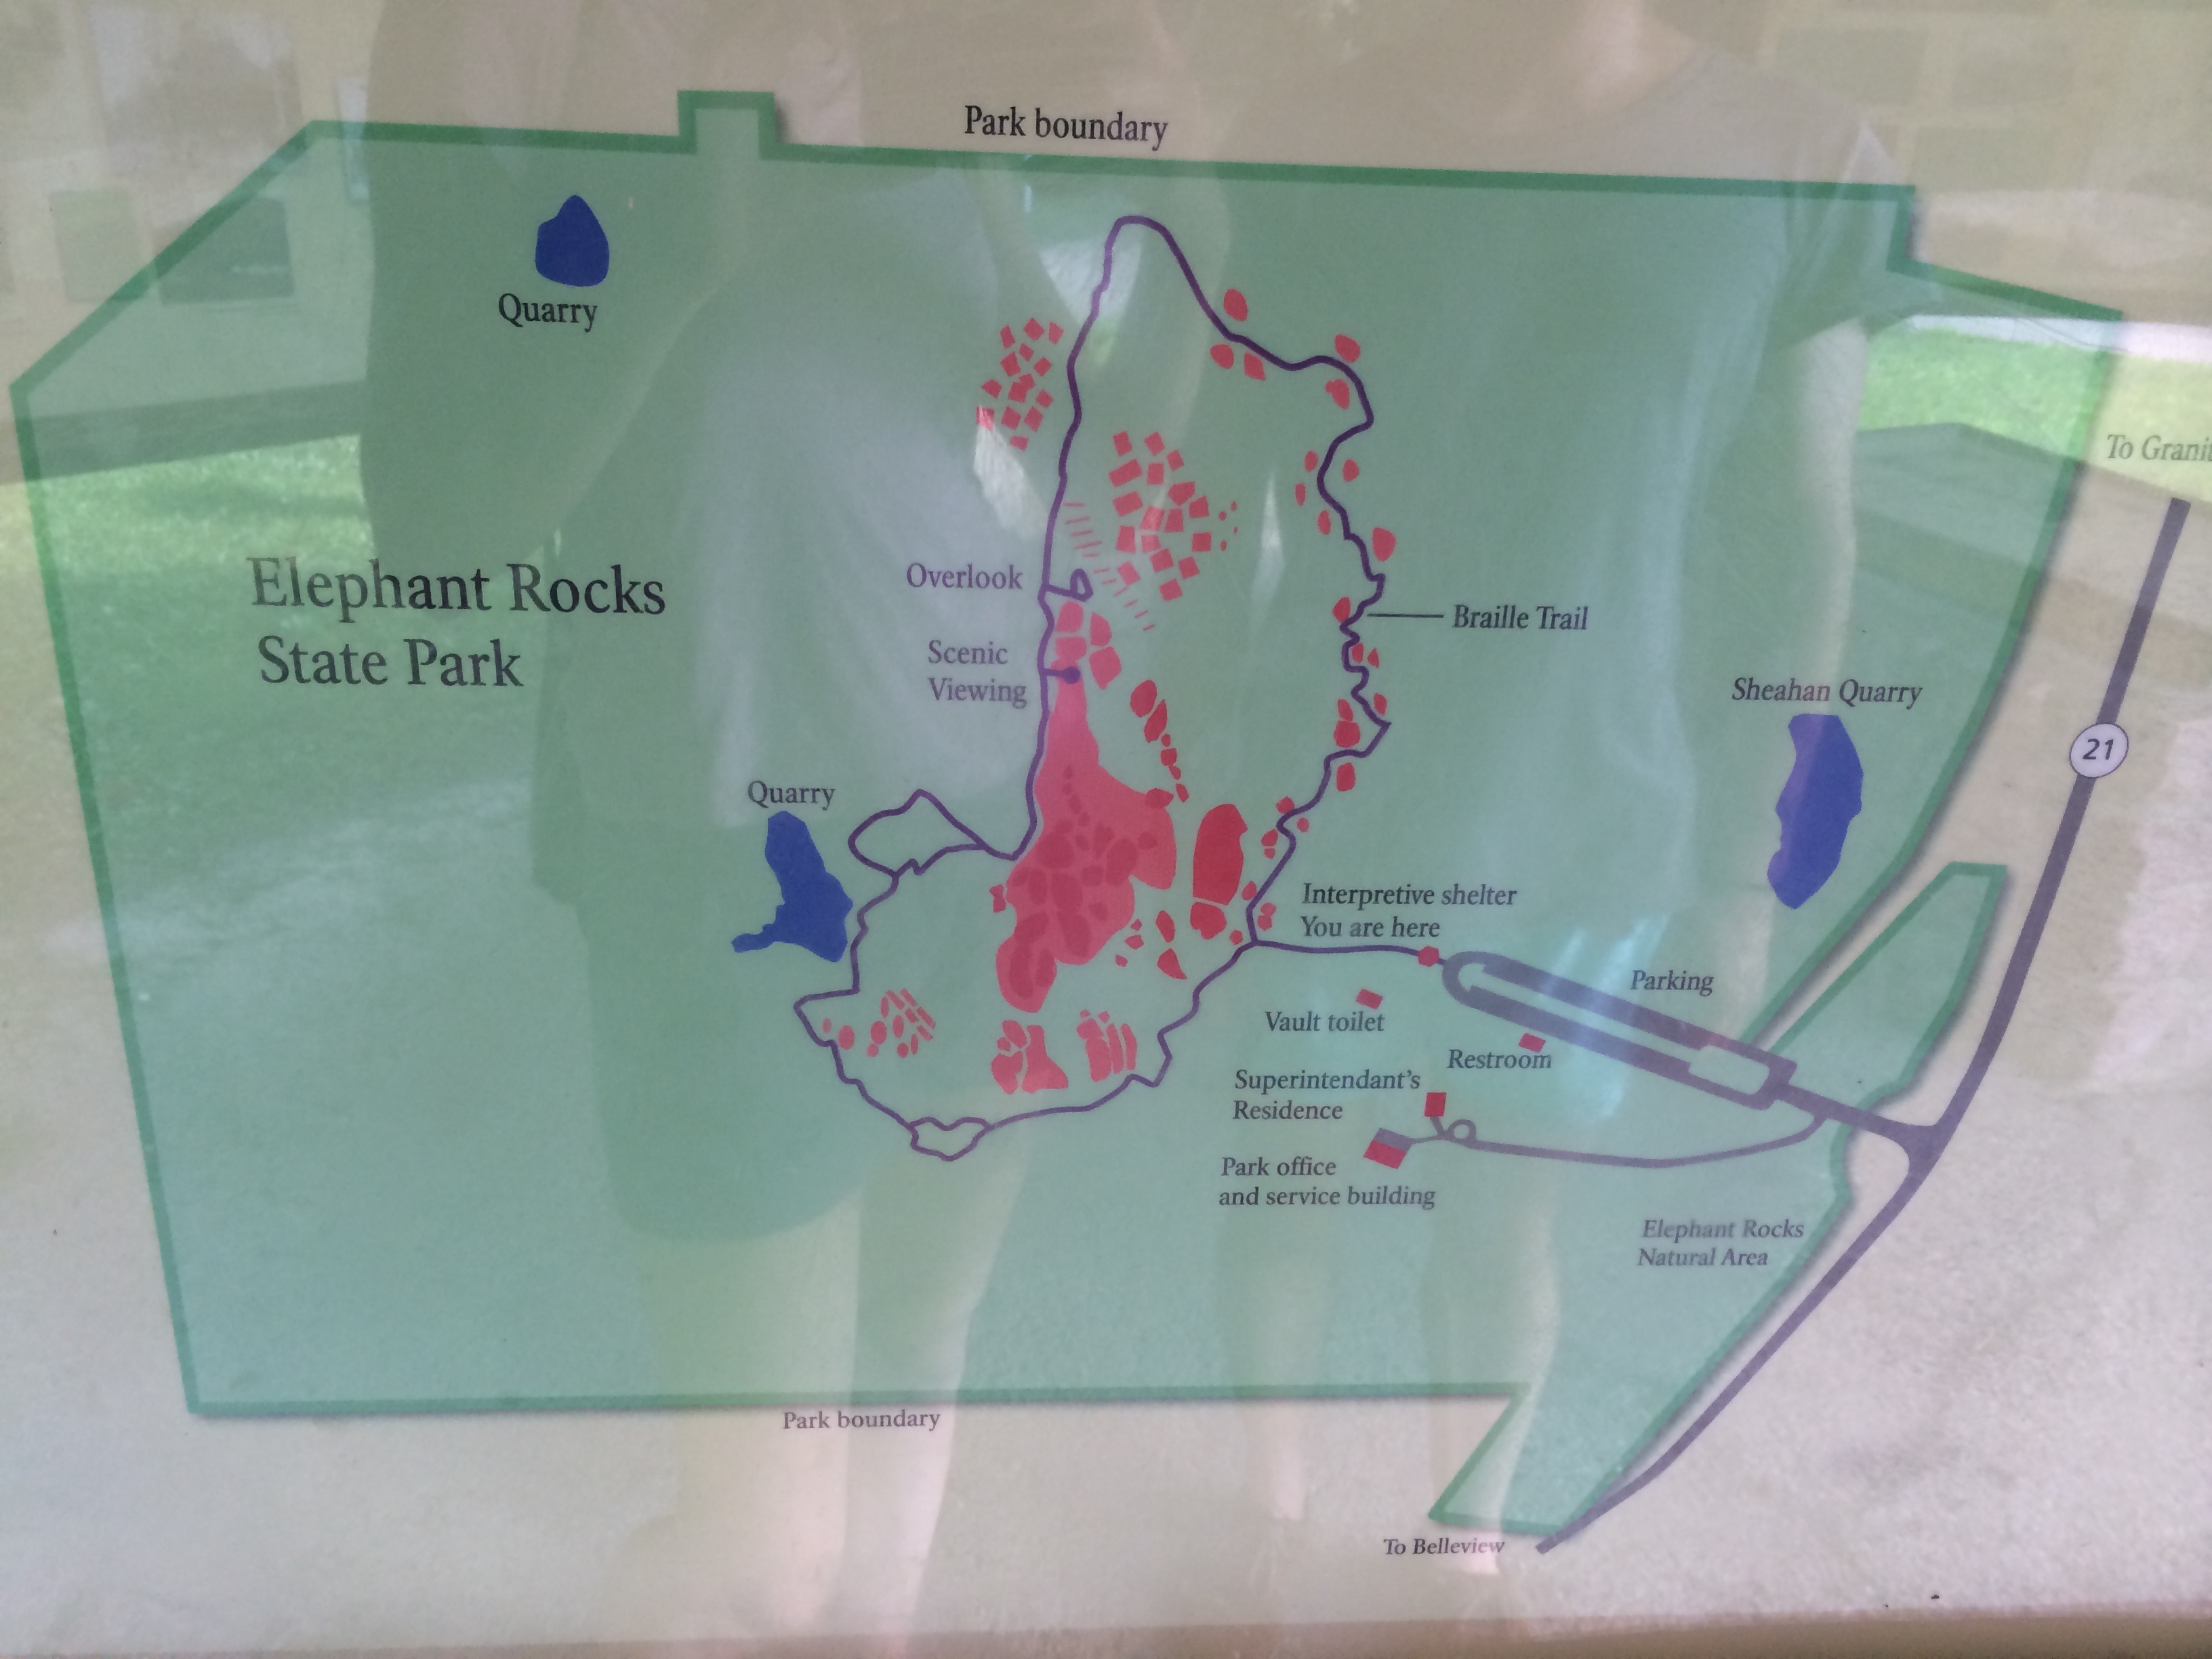 Park boundary
Quarry
To Granit
Elephant Rocks
State Park
Overlook
Braille Trail
Scenic
Viewing
Sheahan Quarry
21
Quarry
Interpretive shelter
You are here
Parking
Vault toilet
Restroom
Superintendant's
Residence
Park office
and service building
Elephant Rocks
Natural Area
Park boundary
To Belleview